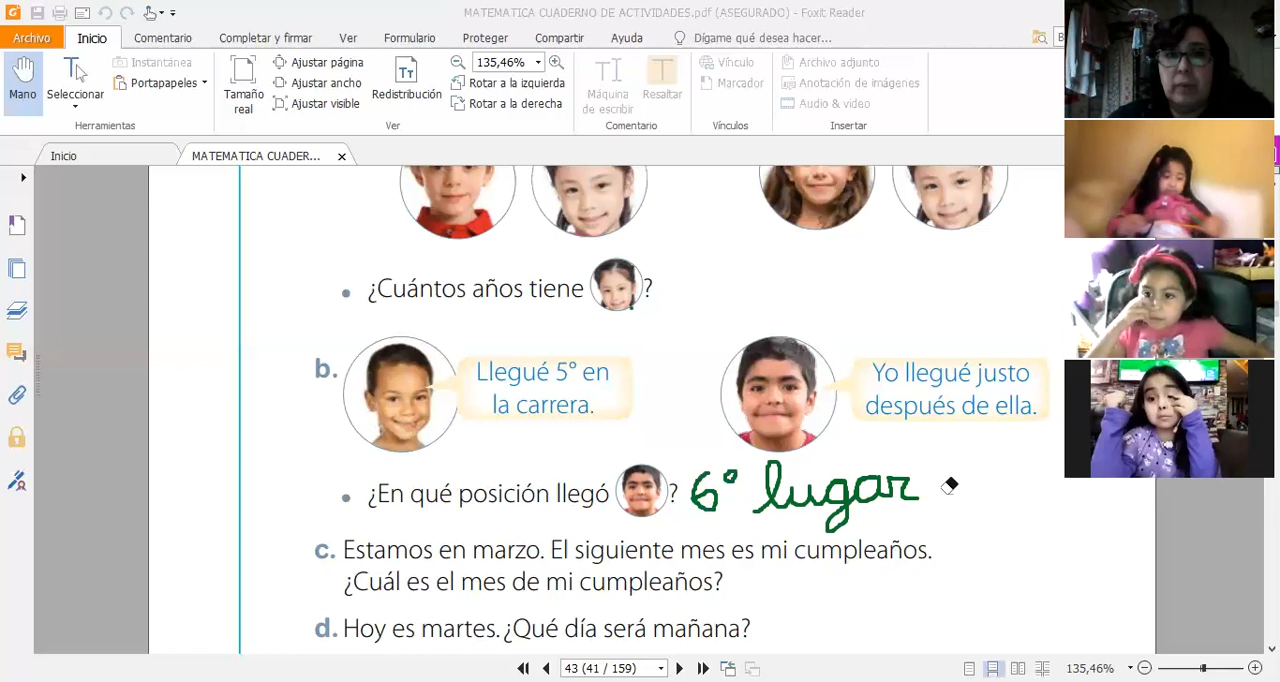 MATEMATICA CUADERNO DE ACTIVIDADES.pdf (ASEGURADO) - Foxit Reader
Archivo Inicio Comentario Completar y firmar Ver Formulario Proteger Compartir Ayuda Dígame qué desea hacer... B
Mano
Seleccionar
Instantánea
Portapapeles
Herramientas
Tamaño real
Ajustar página
Ajustar ancho
Ajustar visible
Redistribución
135,46%
Rotar a la izquierda
Rotar a la derecha
Ver
Máquina de escribir
Resaltar
Comentario
Vínculo
Marcador
Vínculos
Archivo adjunto
Anotación de imágenes
Audio & video
Insertar
Inicio MATEMATICA CUADER...
• ¿Cuántos años tiene ?
b. Llegué 5° en
la carrera.
Yo llegué justo
después de ella.
• ¿En qué posición llegó ? 6° lugar
c. Estamos en marzo. El siguiente mes es mi cumpleaños.
¿Cuál es el mes de mi cumpleaños?
d. Hoy es martes. ¿Qué día será mañana?
43 (41 / 159) 135,46%